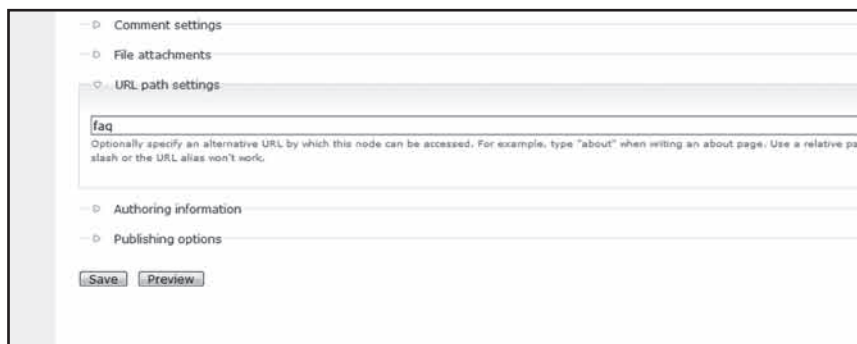 Comment settings
File attachments
URL path settings
faq
Optionally specify an alternative URL by which this node can be accessed. For example, type "about" when writing an about page. Use a relative pa
slash or the URL alias won't work.
Authoring information
Publishing options
Save Preview